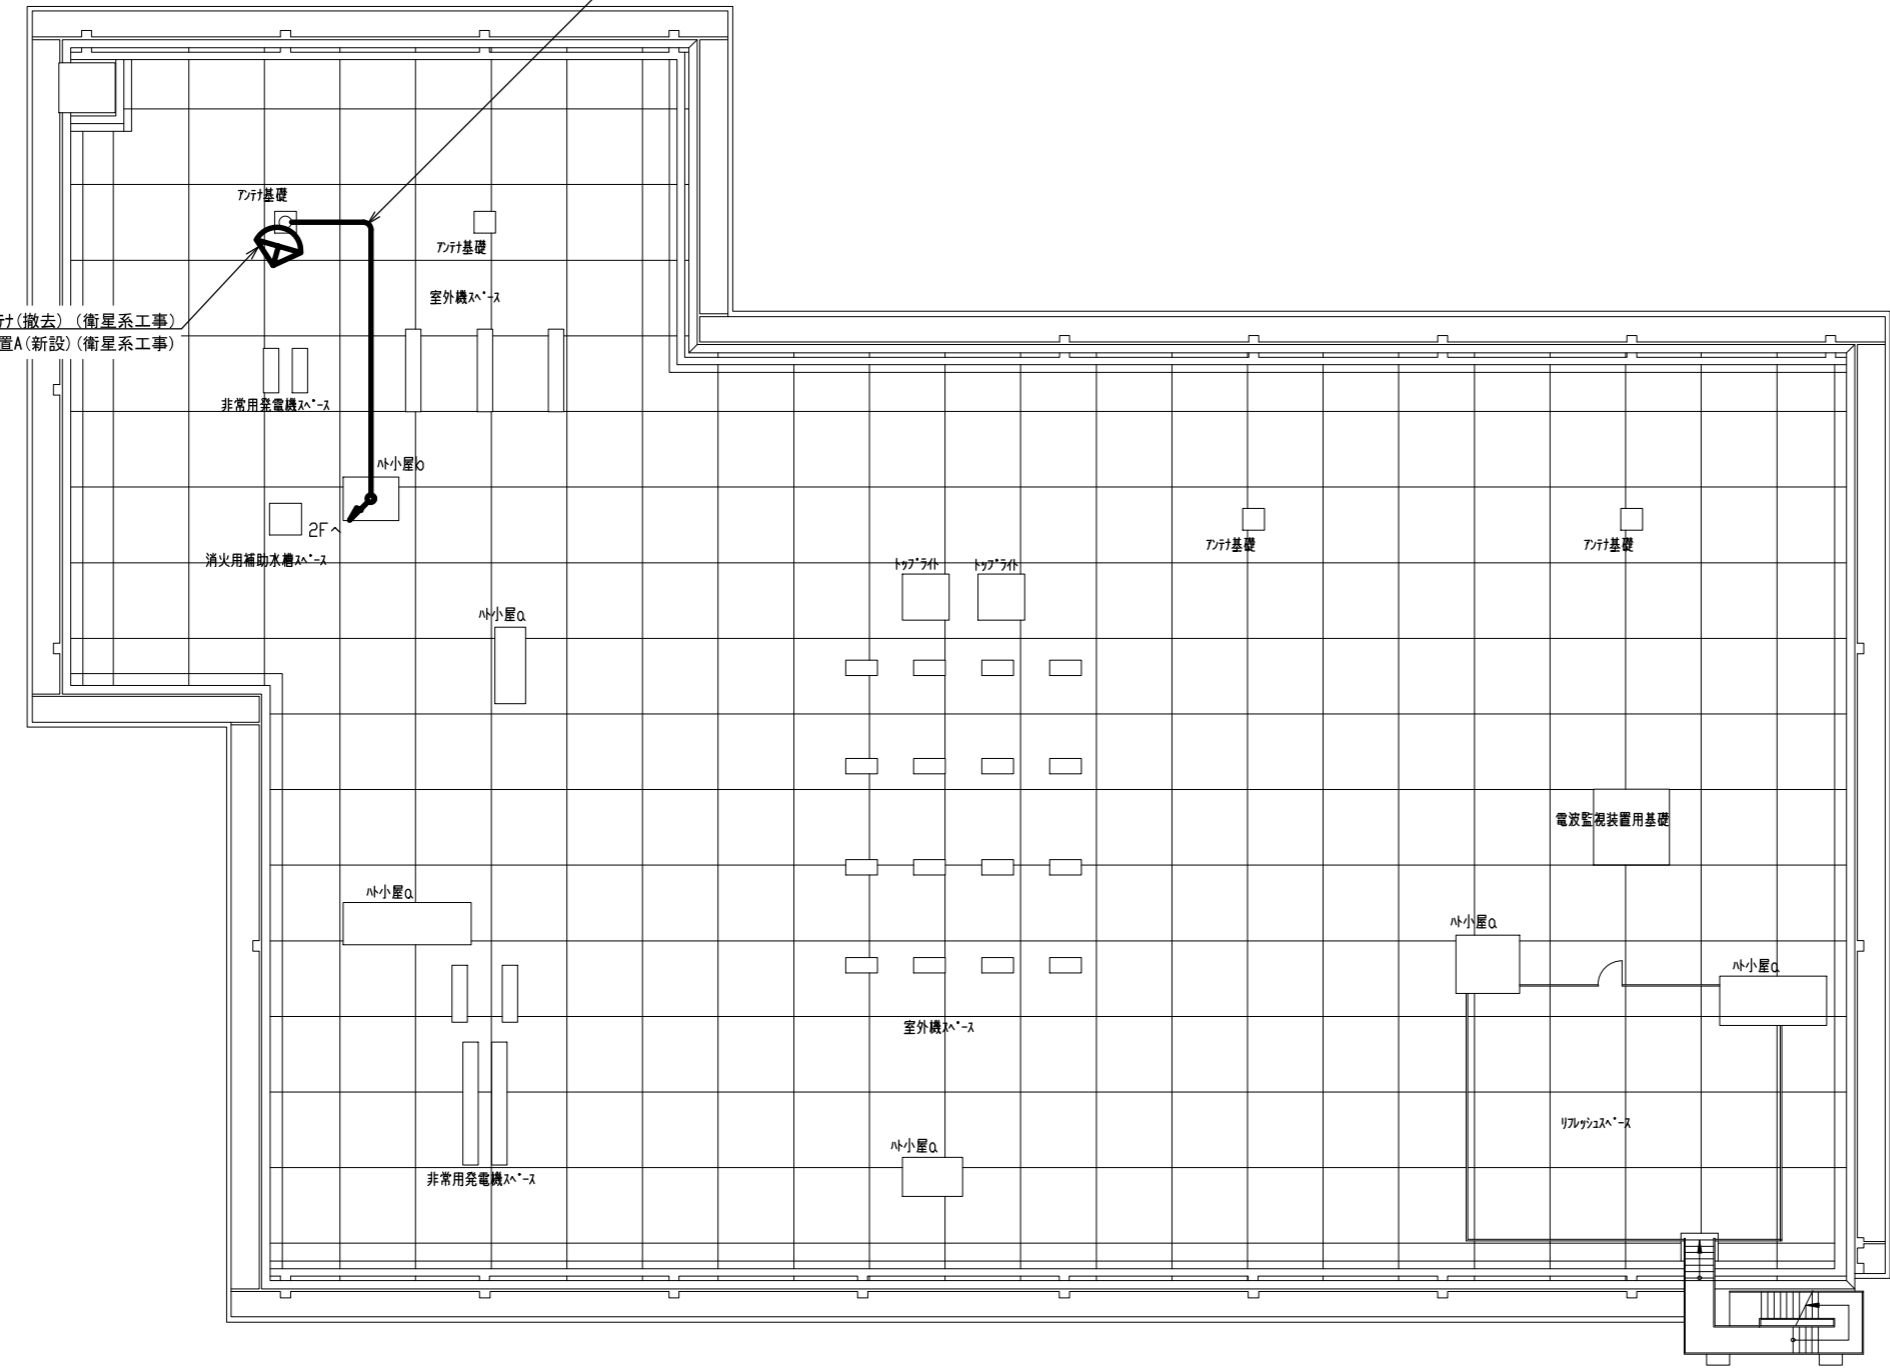 アンテナ基礎
アンテナ基礎
室外機スペース
ﾅ(撤去)(衛星系工事)
置A(新設)(衛星系工事)
非常用発電機スペース
ハト小屋b
2Fへ
消火用補助水槽スペース
アンテナ基礎
アンテナ基礎
トップライト
トップライト
ハト小屋a
電波監視装置用基礎
ハト小屋a
ハト小屋a
ハト小屋a
室外機スペース
リフレッシュスペース
ハト小屋a
非常用発電機スペース